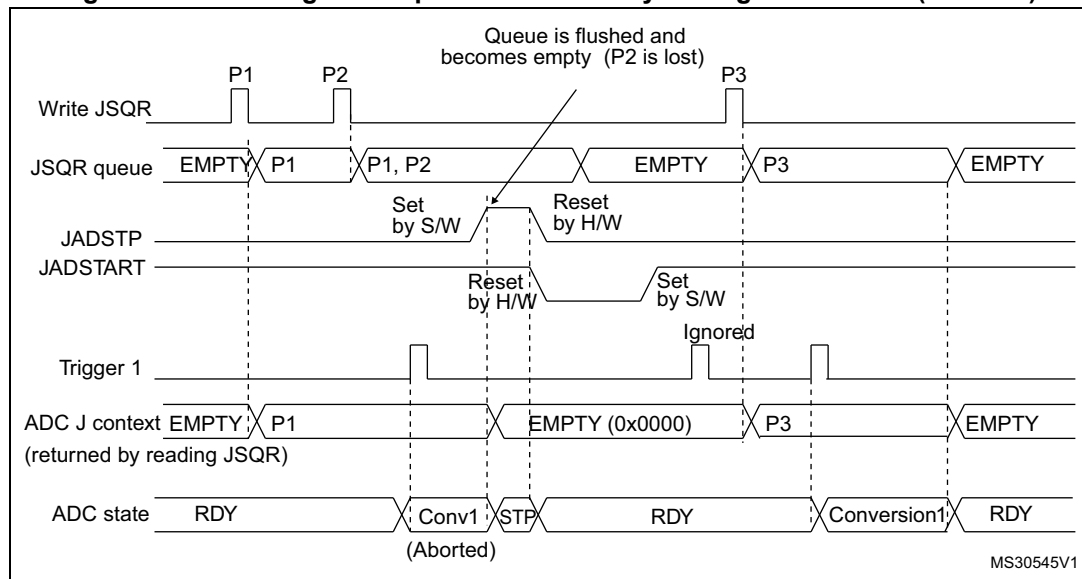 Queue is flushed and
becomes empty (P2 is lost)
P1 P2 P3
Write JSQR
JSQR queue EMPTY P1 P1, P2 EMPTY P3 EMPTY
Set
by S/W
Reset
by H/W
JADSTP
JADSTART
Reset
by H/W
Set
by S/W
Ignored
Trigger 1
ADC J context EMPTY P1 EMPTY (0x0000) P3 EMPTY
(returned by reading JSQR)
ADC state RDY Conv1 STP RDY Conversion1 RDY
(Aborted)
MS30545V1